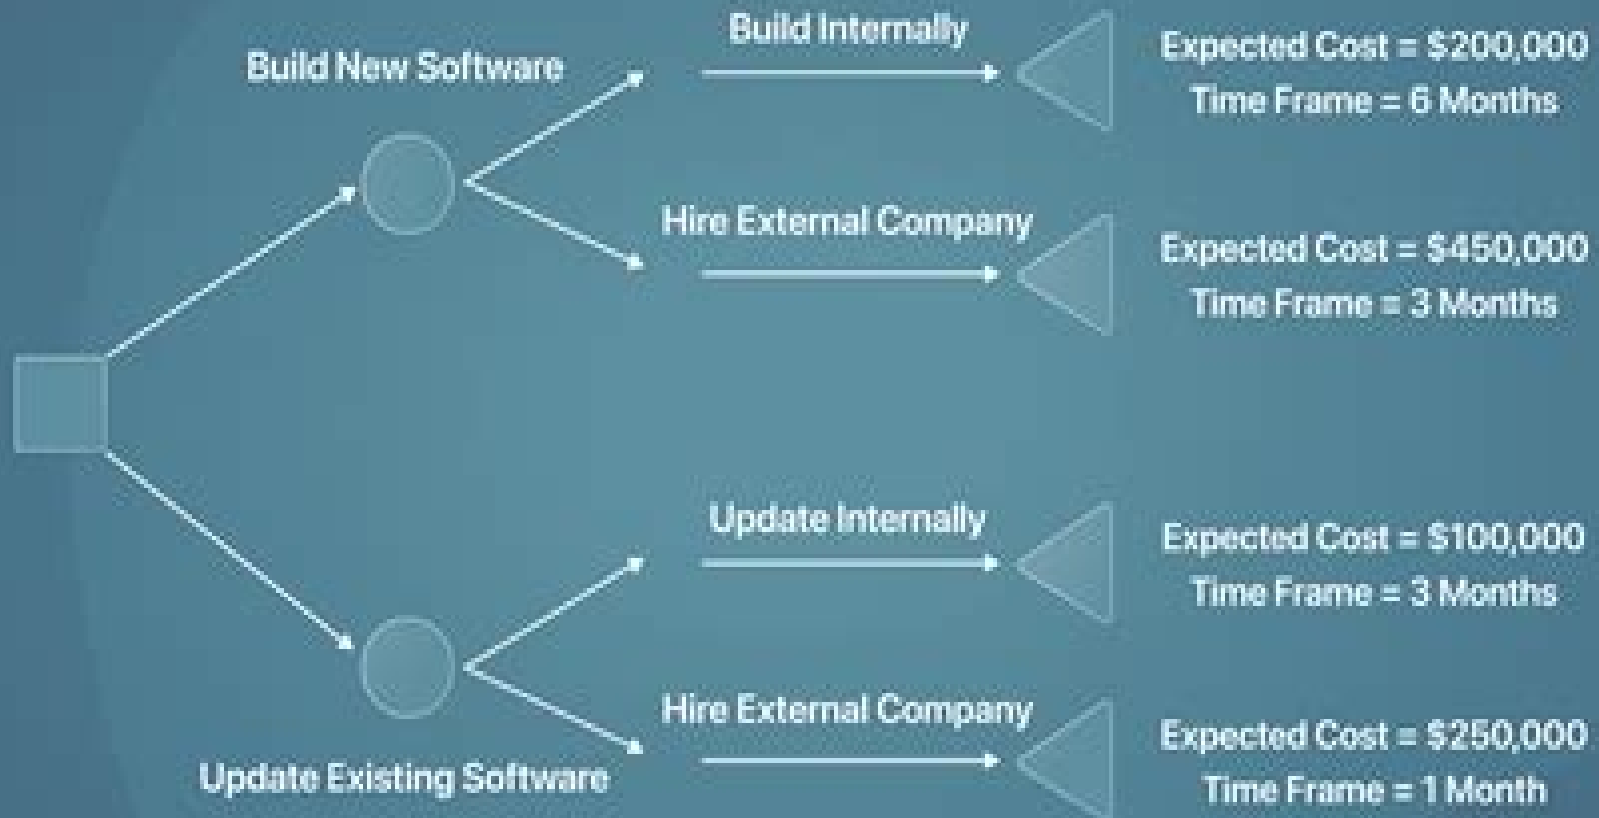 Build New Software
Build Internally
Expected Cost = $200,000
Time Frame = 6 Months
Hire External Company
Expected Cost = $450,000
Time Frame = 3 Months
Update Internally
Expected Cost = $100,000
Time Frame = 3 Months
Update Existing Software
Hire External Company
Expected Cost = $250,000
Time Frame = 1 Month